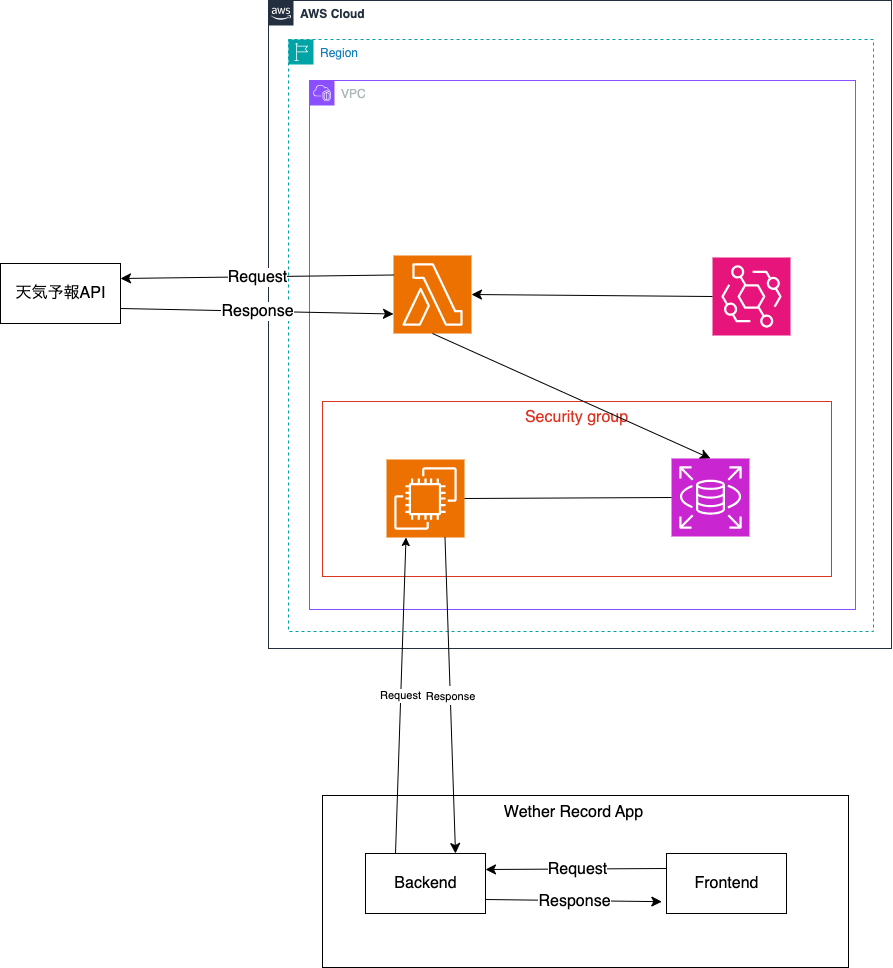 aws
AWS Cloud
Region
VPC
Request
天気予報API
Response
Security group
Request
Response
Wether Record App
Request
Backend
Frontend
Response